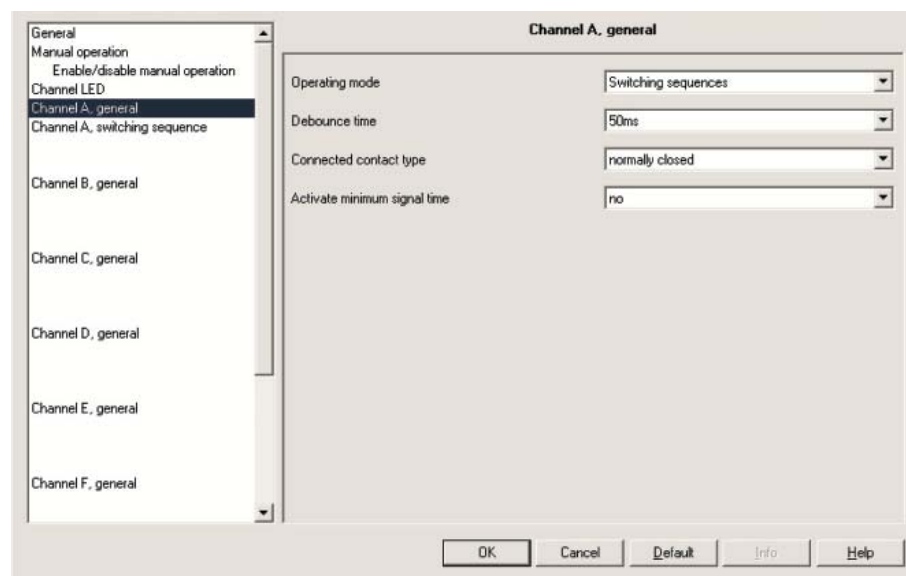 General
Manual operation
Enable/disable manual operation
Channel LED
Channel A, general
Channel A, switching sequence
Channel B, general
Channel C, general
Channel D, general
Channel E, general
Channel F, general
Channel A, general
Operating mode Switching sequences
Debounce time 50ms
Connected contact type normally closed
Activate minimum signal time no
OK Cancel Default Info Help